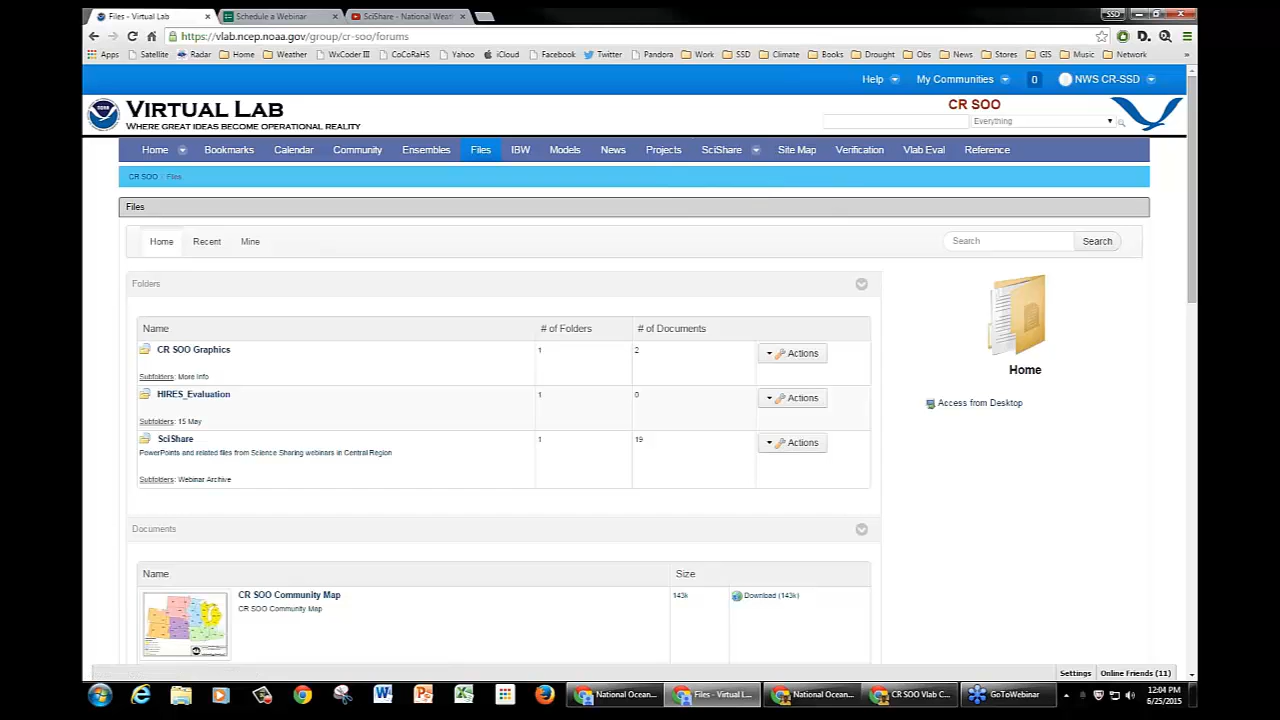 Files - Virtual Lab
Schedule a Webinar
SciShare - National Weat
SSD
https://vlab.ncep.noaa.gov/group/cr-soo/forums
Apps Satellite Radar Home Weather WxCoder III CoCoRaHS Yahoo iCloud Facebook Twitter Pandora Work SSD Climate Books Drought Obs News Stores GIS Music Network »
Help My Communities 0 NWS CR-SSD
VIRTUAL LAB
WHERE GREAT IDEAS BECOME OPERATIONAL REALITY
CR SOO
Everything
Home Bookmarks Calendar Community Ensembles Files IBW Models News Projects SciShare Site Map Verification Vlab Eval Reference
CR SOO / Files
Files
Home Recent Mine
Search Search
Folders
Name # of Folders # of Documents
CR SOO Graphics 1 2 Actions
Subfolders: More Info
HIRES_Evaluation 1 0 Actions
Subfolders: 15 May
SciShare 1 19 Actions
PowerPoints and related files from Science Sharing webinars in Central Region
Subfolders: Webinar Archive
Home
Access from Desktop
Documents
Name Size
CR SOO Community Map 143k Download (143k)
CR SOO Community Map
Settings Online Friends (11)
National Ocean... Files - Virtual L... National Ocean... CR SOO Vlab C... GoToWebinar
12:04 PM
6/25/2015